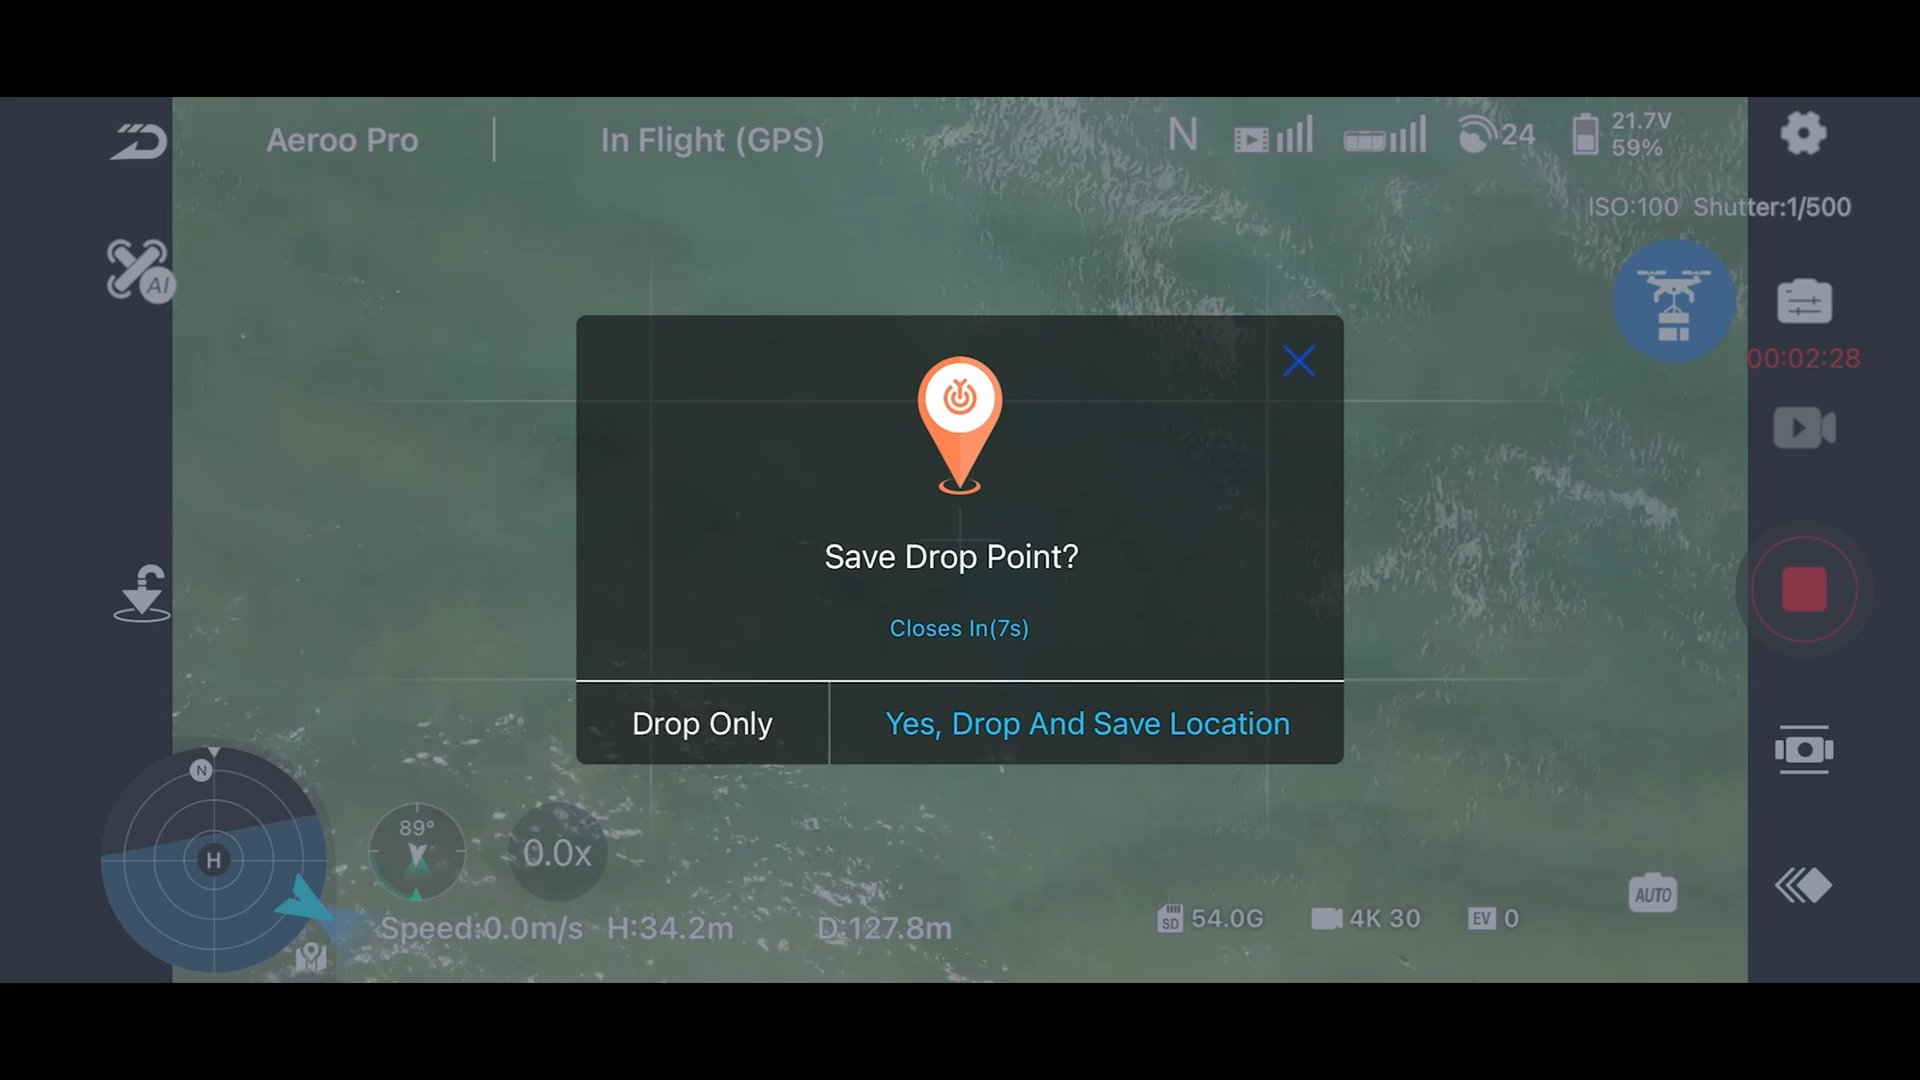 Aeroo Pro
In Flight (GPS)
N
24
21.7V
59%
ISO:100 Shutter:1/500
AI
00:02:28
Save Drop Point?
Closes In(7s)
Drop Only
Yes, Drop And Save Location
N
H
89°
0.0x
Speed:0.0m/s
H:34.2m
D:127.8m
SD
54.0G
4K 30
EV 0
AUTO